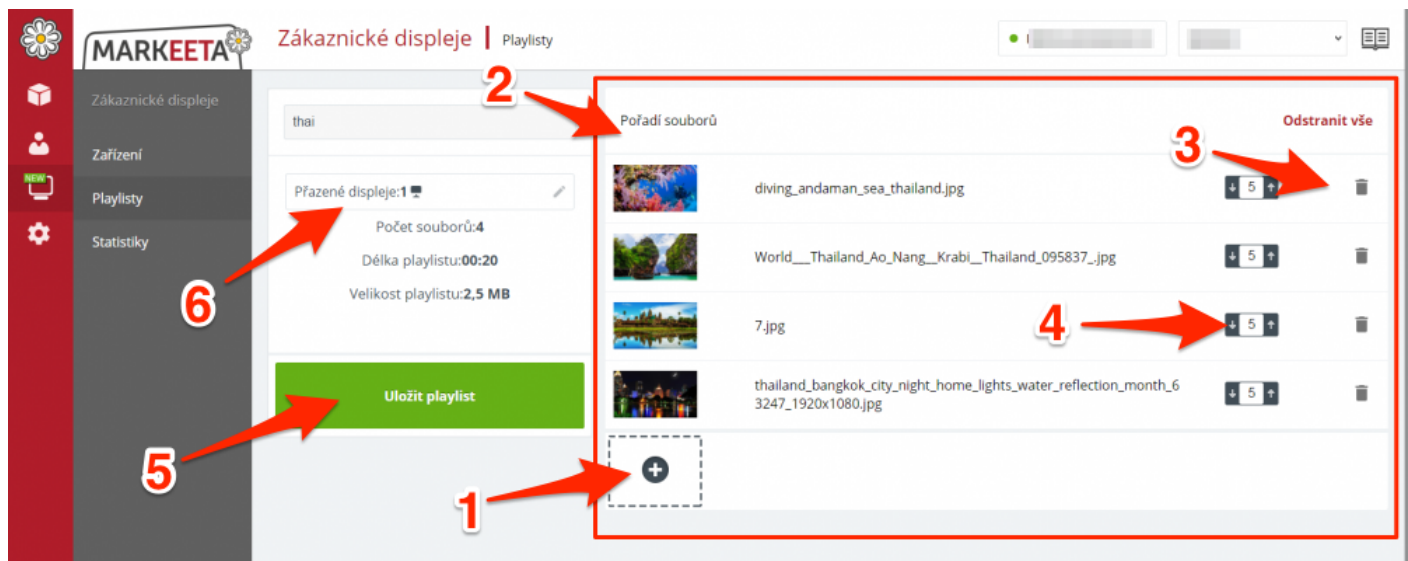 MARKEETA
Zákaznické displeje
Playlisty
NEW
Zákaznické displeje
Zařízení
Playlisty
Statistiky
thai
Přazené displeje:1
Počet souborů:4
Délka playlistu:00:20
Velikost playlistu:2,5 MB
Uložit playlist
Pořadí souborů
Odstranit vše
diving_andaman_sea_thailand.jpg
5
World___Thailand_Ao_Nang__Krabi__Thailand_095837_.jpg
5
7.jpg
5
thailand_bangkok_city_night_home_lights_water_reflection_month_6
3247_1920x1080.jpg
5
1
2
3
4
5
6